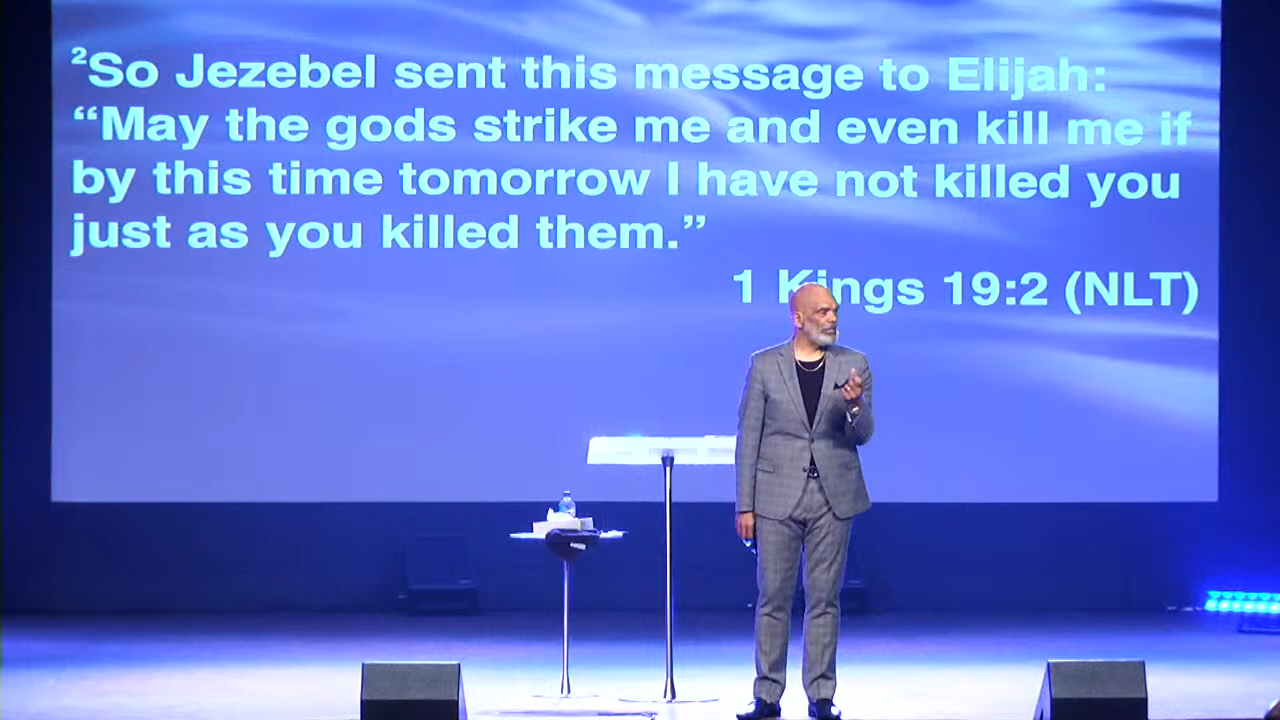 ²So Jezebel sent this message to Elijah:
“May the gods strike me and even kill me if
by this time tomorrow I have not killed you
just as you killed them.”
1 Kings 19:2 (NLT)